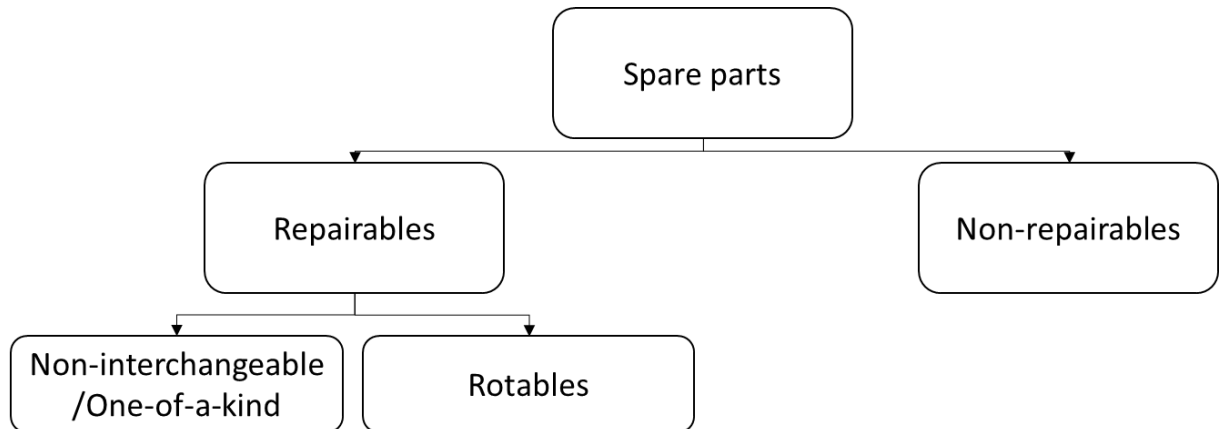 Spare parts
Repairables
Non-repairables
Non-interchangeable
/One-of-a-kind
Rotables